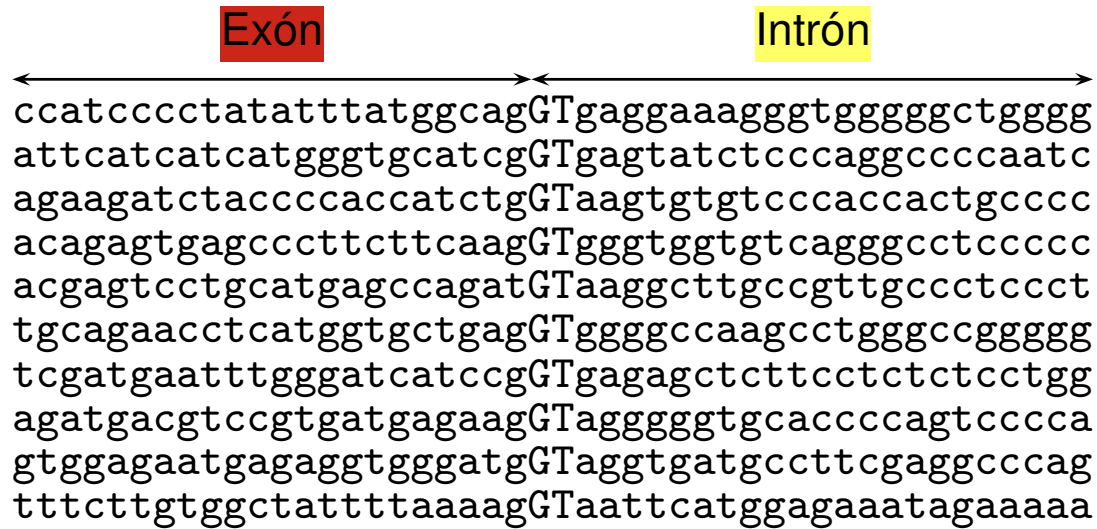 Exón Intrón
ccatcccctatatttatggcagGTgaggaaagggtgggggctgggg
attcatcatcatgggtgcatcgGTgagtatctcccaggccccaatc
agaagatctaccccaccatctgGTaagtgtgtcccaccactgcccc
acagagtgagcccttcttcaagGTgggtggtgtcagggcctccccc
acgagtcctgcatgagccagatGTaaggcttgccgttgccctccct
tgcagaacctcatggtgctgagGTggggccaagcctgggccggggg
tcgatgaatttgggatcatccgGTgagagctcttcctctctcctgg
agatgacgtccgtgatgagaagGTagggggtgcaccccagtcccca
gtggagaatgagaggtgggatgGTaggtgatgccttcgaggcccag
tttcttgtggctattttaaaagGTaattcatggagaaatagaaaaa